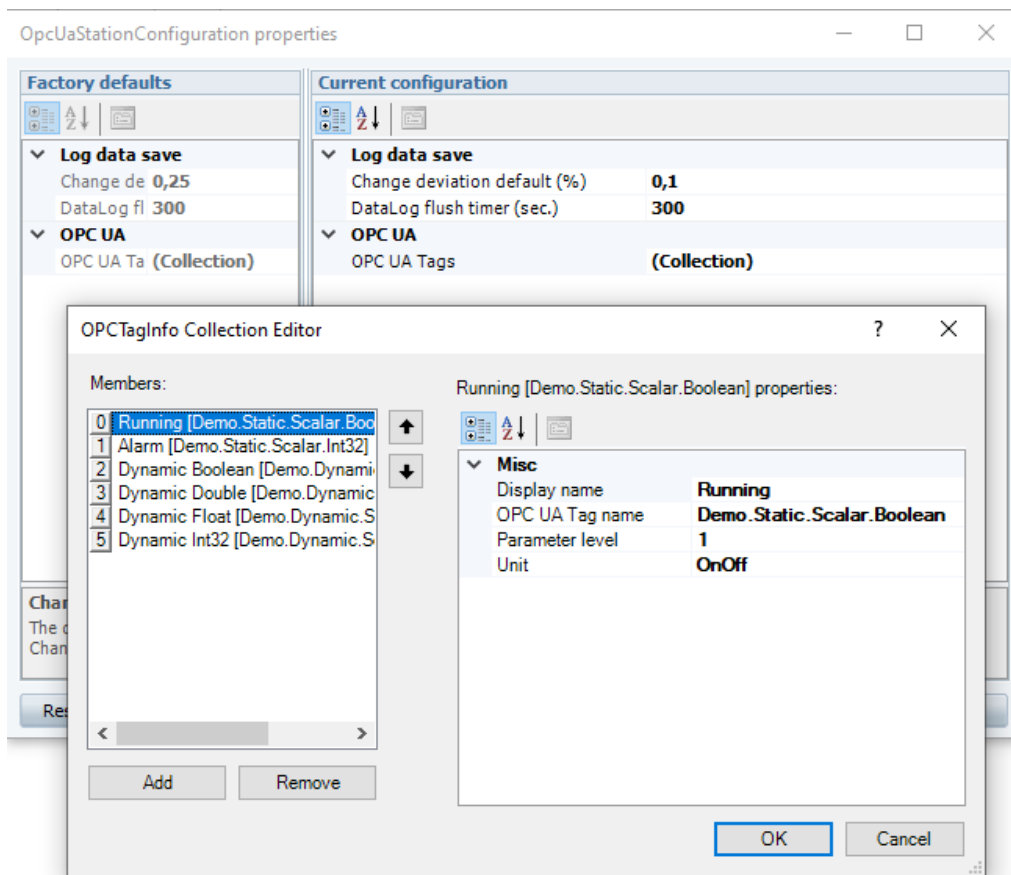 OpcUaStationConfiguration properties
Factory defaults
Current configuration
Log data save
Change de 0,25
DataLog fl 300
OPC UA
OPC UA Ta (Collection)
Log data save
Change deviation default (%) 0,1
DataLog flush timer (sec.) 300
OPC UA
OPC UA Tags (Collection)
Char
The
Chan
Res
OPCTagInfo Collection Editor
?
Members:
0 Running [Demo.Static.Scalar.Boo
1 Alarm [Demo.Static.Scalar.Int32]
2 Dynamic Boolean [Demo.Dynami
3 Dynamic Double [Demo.Dynamic
4 Dynamic Float [Demo.Dynamic.S
5 Dynamic Int32 [Demo.Dynamic.S
Add
Remove
Running [Demo.Static.Scalar.Boolean] properties:
Misc
Display name Running
OPC UA Tag name Demo.Static.Scalar.Boolean
Parameter level 1
Unit OnOff
OK
Cancel